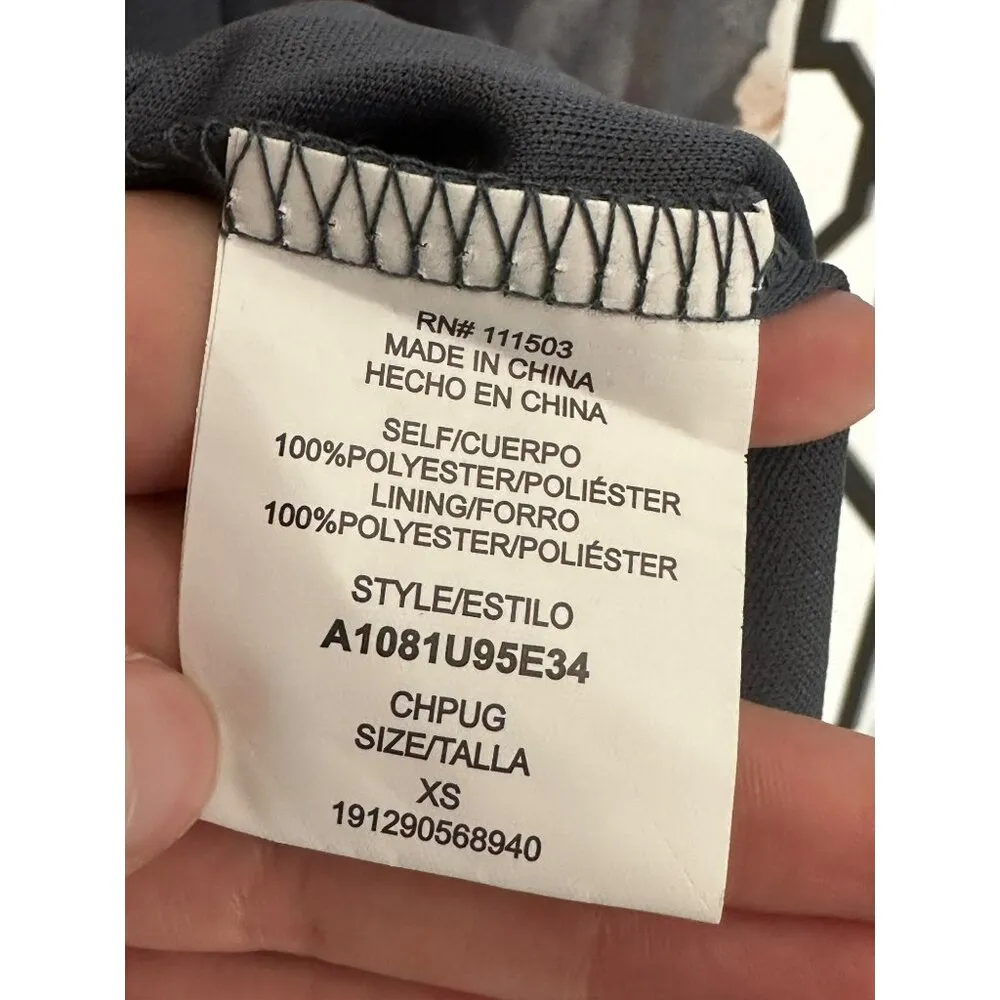 RN# 111503
MADE IN CHINA
HECHO EN CHINA
SELF/CUERPO
100%POLYESTER/POLIÉSTER
LINING/FORRO
100%POLYESTER/POLIÉSTER
STYLE/ESTILO
A1081U95E34
CHPUG
SIZE/TALLA
XS
191290568940